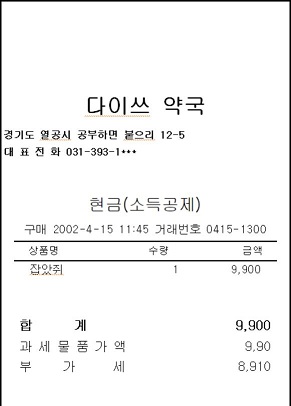 다이쓰 약국
경기도 열공시 공부하면 붙으리 12-5
대 표 전 화 031-393-1***
현금(소득공제)
구매 2002-4-15 11:45 거래번호 0415-1300
상품명 수량 금액
잡았쥐 1 9,900
합 계 9,900
과 세 물 품 가 액 9,90
부 가 세 8,910